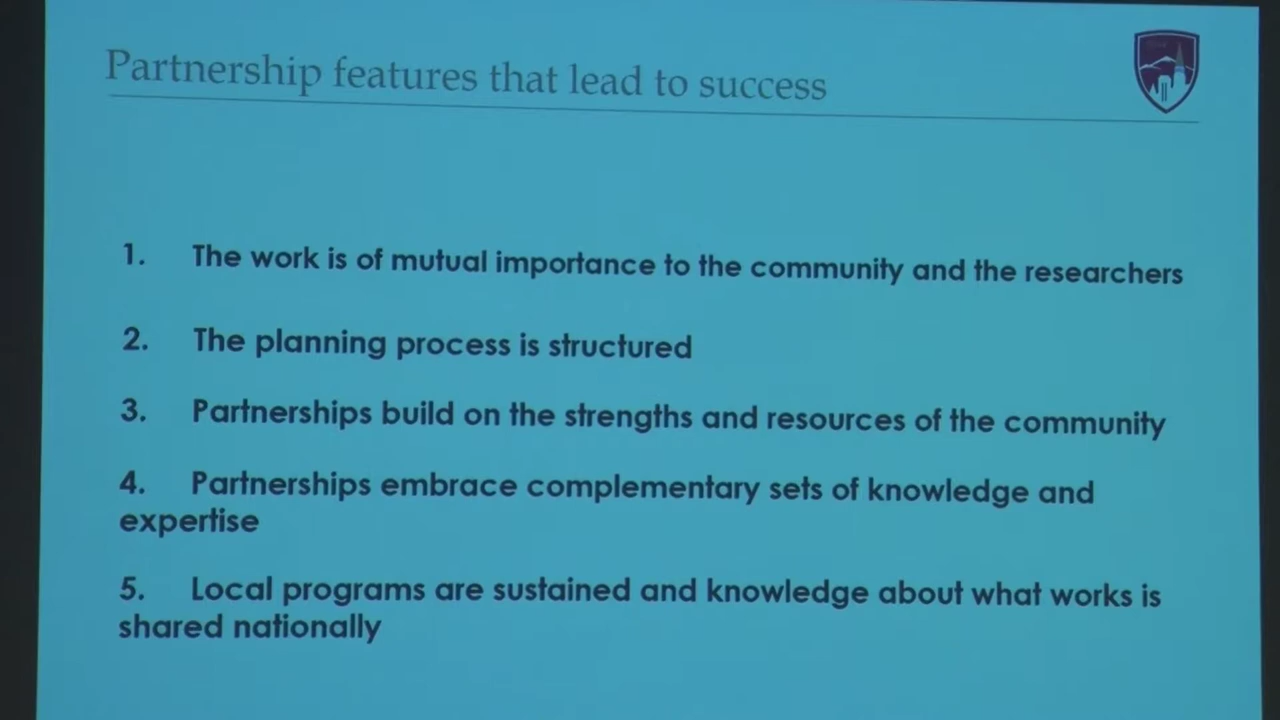 Partnership features that lead to success
1. The work is of mutual importance to the community and the researchers
2. The planning process is structured
3. Partnerships build on the strengths and resources of the community
4. Partnerships embrace complementary sets of knowledge and
expertise
5. Local programs are sustained and knowledge about what works is
shared nationally